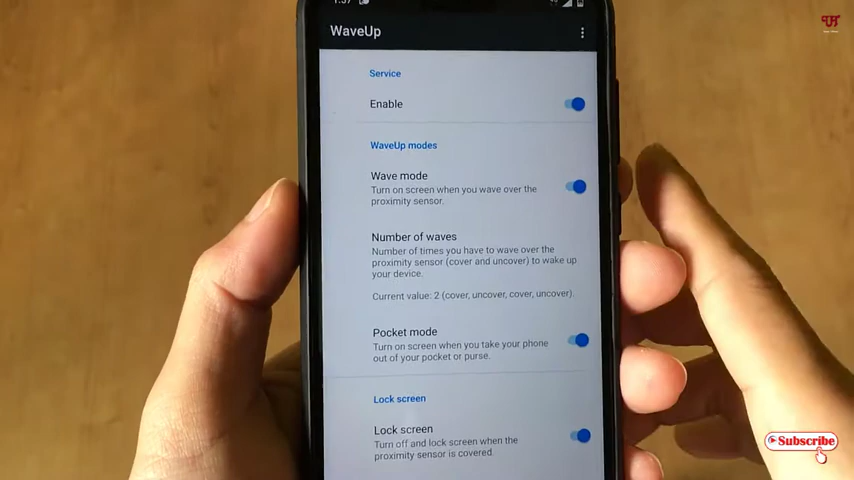 1:57
WaveUp
Service
Enable
WaveUp modes
Wave mode
Turn on screen when you wave over the
proximity sensor.
Number of waves
Number of times you have to wave over the
proximity sensor (cover and uncover) to wake up
your device.
Current value: 2 (cover, uncover, cover, uncover).
Pocket mode
Turn on screen when you take your phone
out of your pocket or purse.
Lock screen
Lock screen
Turn off and lock screen when the
proximity sensor is covered.
Subscribe